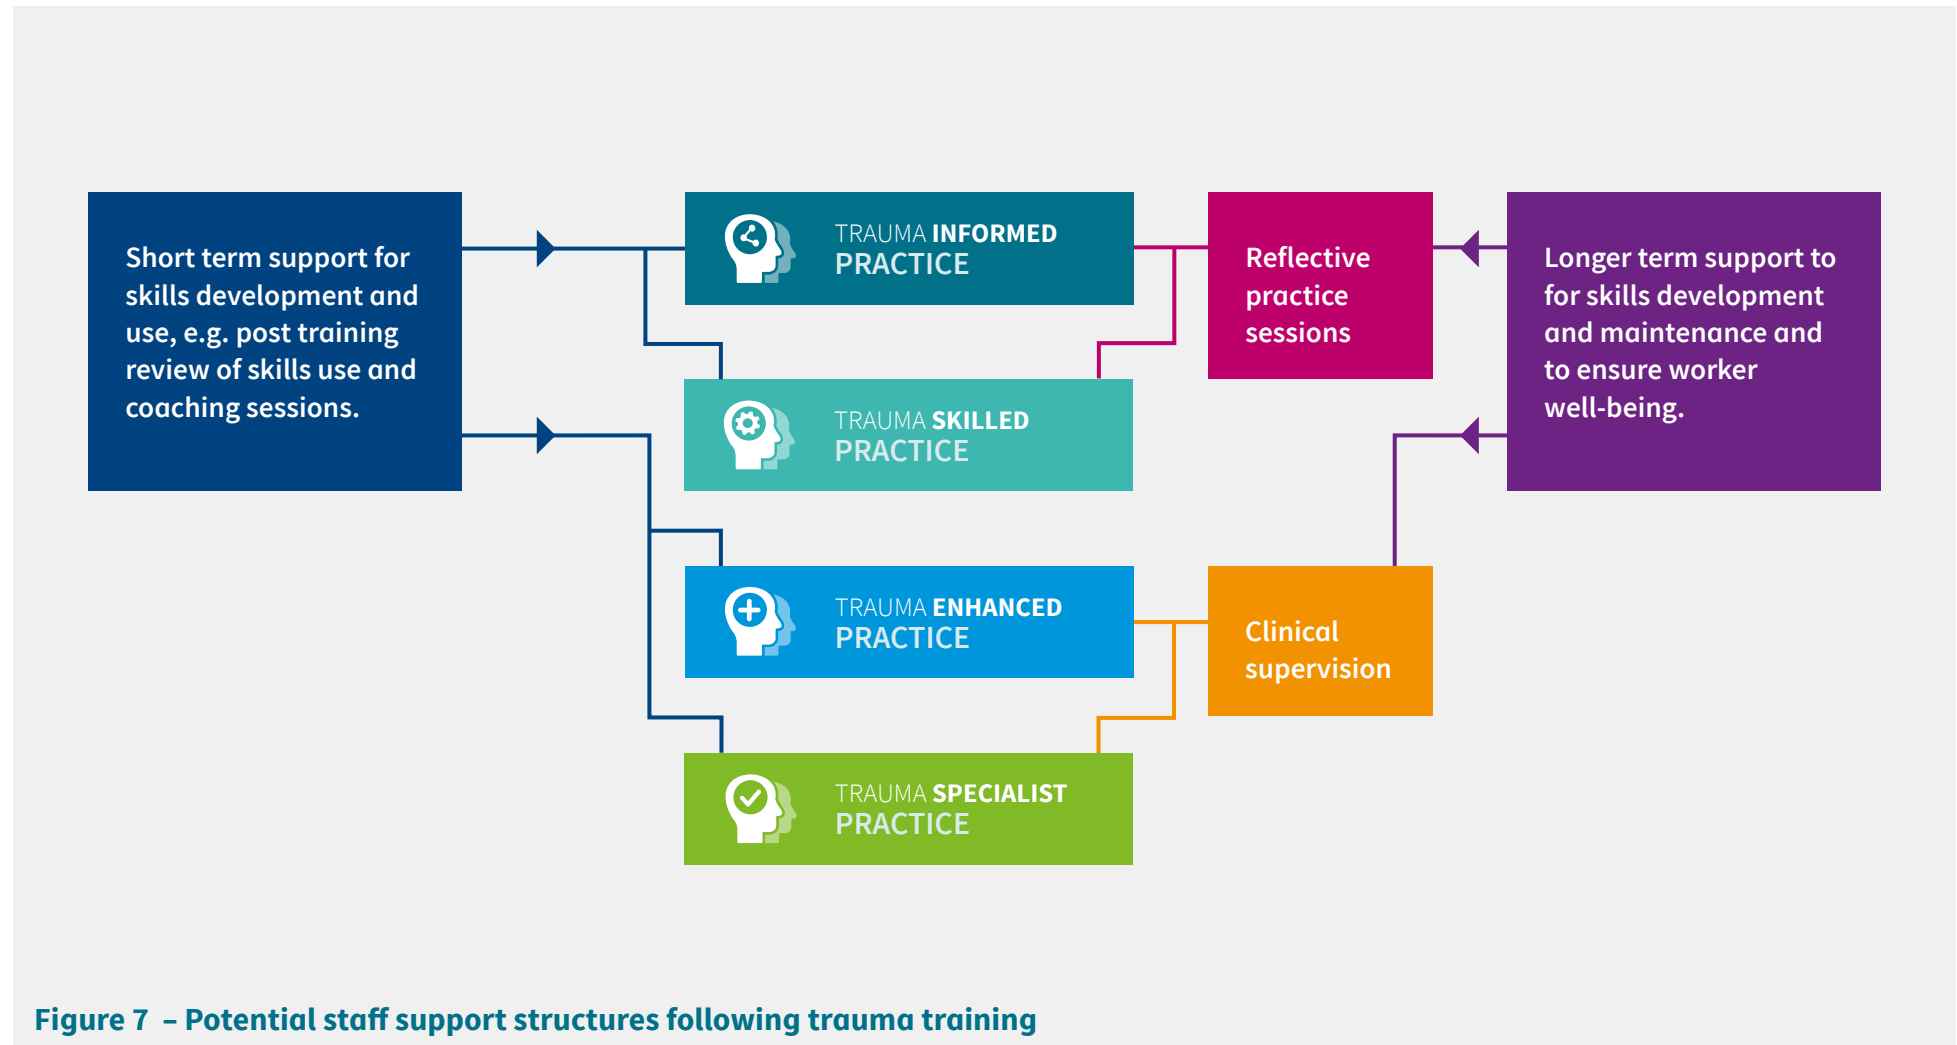 Short term support for
skills development and
use, e.g. post training
review of skills use and
coaching sessions.
TRAUMA INFORMED
PRACTICE
TRAUMA SKILLED
PRACTICE
TRAUMA ENHANCED
PRACTICE
TRAUMA SPECIALIST
PRACTICE
Reflective
practice
sessions
Clinical
supervision
Longer term support to
for skills development
and maintenance and
to ensure worker
well-being.
Figure 7 – Potential staff support structures following trauma training